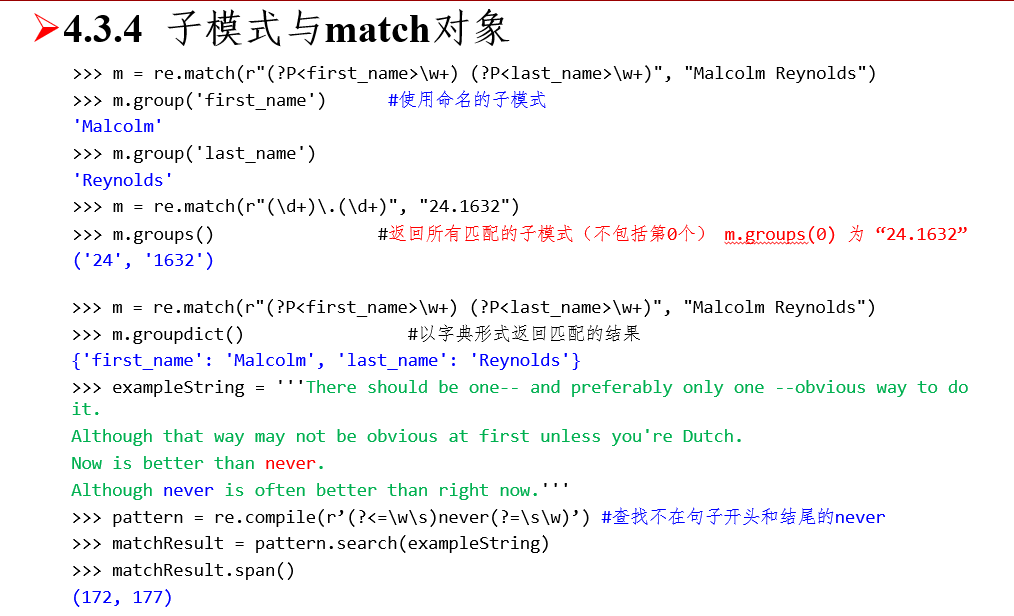 4.3.4 子模式与match对象
>>> m = re.match(r"(?P<first_name>\w+) (?P<last_name>\w+)", "Malcolm Reynolds")
>>> m.group('first_name') #使用命名的子模式
'Malcolm'
>>> m.group('last_name')
'Reynolds'
>>> m = re.match(r"(\d+)\.(\d+)", "24.1632")
>>> m.groups() #返回所有匹配的子模式（不包括第0个） m.groups(0) 为 “24.1632”
('24', '1632')
>>> m = re.match(r"(?P<first_name>\w+) (?P<last_name>\w+)", "Malcolm Reynolds")
>>> m.groupdict() #以字典形式返回匹配的结果
{'first_name': 'Malcolm', 'last_name': 'Reynolds'}
>>> exampleString = '''There should be one-- and preferably only one --obvious way to do
it.
Although that way may not be obvious at first unless you're Dutch.
Now is better than never.
Although never is often better than right now.'''
>>> pattern = re.compile(r’(?<=\w\s)never(?=\s\w)’) #查找不在句子开头和结尾的never
>>> matchResult = pattern.search(exampleString)
>>> matchResult.span()
(172, 177)